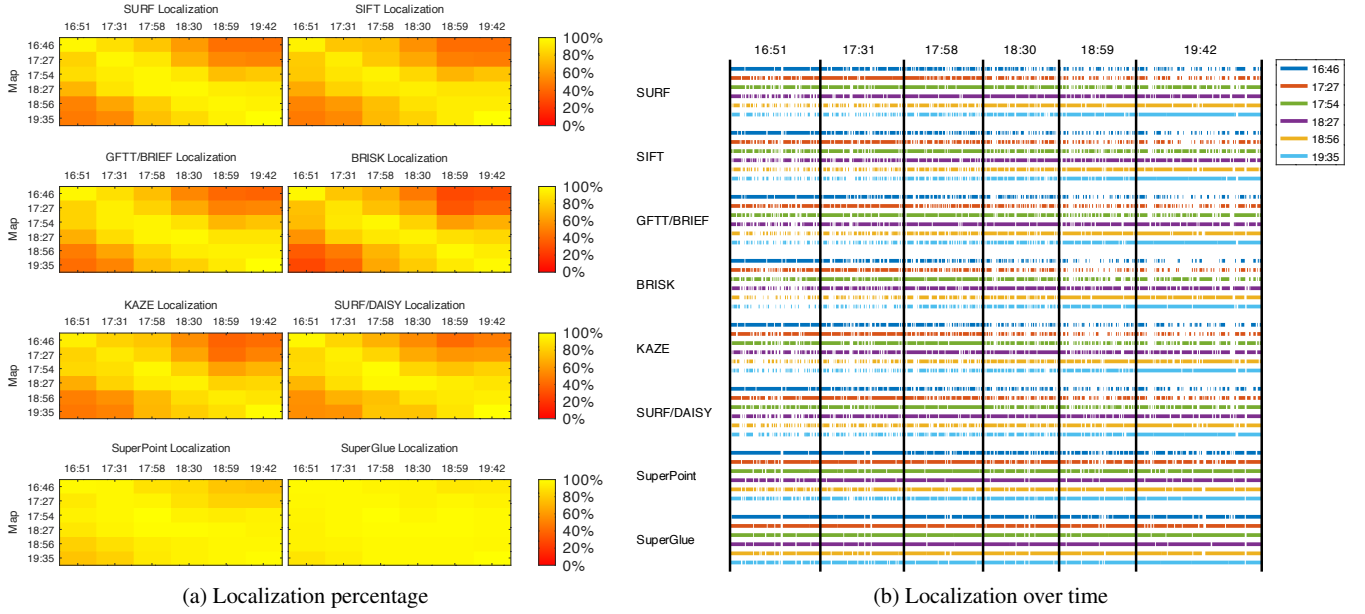 SURF Localization
16:51 17:31 17:58 18:30 18:59 19:42
SIFT Localization
16:51 17:31 17:58 18:30 18:59 19:42
Map
16:46
17:27
17:54
18:27
18:56
19:35
100%
80%
60%
40%
20%
0%
GFTT/BRIEF Localization
16:51 17:31 17:58 18:30 18:59 19:42
BRISK Localization
16:51 17:31 17:58 18:30 18:59 19:42
Map
16:46
17:27
17:54
18:27
18:56
19:35
100%
80%
60%
40%
20%
0%
KAZE Localization
16:51 17:31 17:58 18:30 18:59 19:42
SURF/DAISY Localization
16:51 17:31 17:58 18:30 18:59 19:42
Map
16:46
17:27
17:54
18:27
18:56
19:35
100%
80%
60%
40%
20%
0%
SuperPoint Localization
16:51 17:31 17:58 18:30 18:59 19:42
SuperGlue Localization
16:51 17:31 17:58 18:30 18:59 19:42
Map
16:46
17:27
17:54
18:27
18:56
19:35
100%
80%
60%
40%
20%
0%
(a) Localization percentage
16:51 17:31 17:58 18:30 18:59 19:42
SURF
SIFT
GFTT/BRIEF
BRISK
KAZE
SURF/DAISY
SuperPoint
SuperGlue
16:46
17:27
17:54
18:27
18:56
19:35
(b) Localization over time